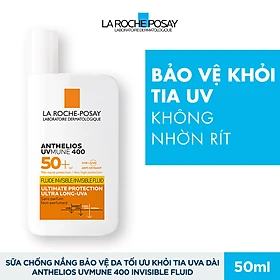 LA ROCHE-POSAY
LABORATOIRE DERMATOLOGIQUE
LA ROCHE-POSAY
LABORATOIRE DERMATOLOGIQUE
ANTHELIOS
UVMUNE 400
50+
FLUIDE INVISIBLE/INVISIBLE FLUID
ULTIMATE PROTECTION
ULTRA LONG-UVA
BẢO VỆ KHỎI
TIA UV
KHÔNG
NHỜN RÍT
SỮA CHỐNG NẮNG BẢO VỆ DA TỐI ƯU KHỎI TIA UVA DÀI
ANTHELIOS UVMUNE 400 INVISIBLE FLUID
50ml